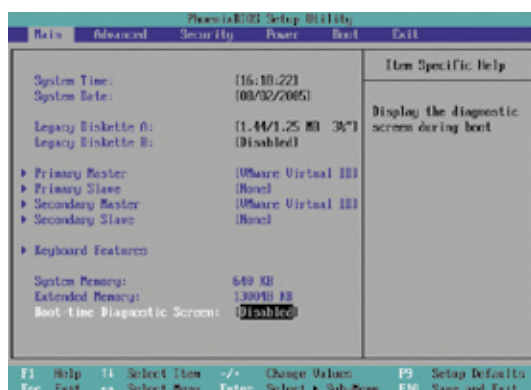 PhoenixBIOS Setup Utility
Main Advanced Security Power Boot Exit
System Time: [16:18:22]
System Date: [08/02/2005]
Legacy Diskette A: [1.44/1.25 MB 3½"]
Legacy Diskette B: [Disabled]
Primary Master [VMware Virtual ID]
Primary Slave [None]
Secondary Master [VMware Virtual ID]
Secondary Slave [None]
Keyboard Features
System Memory: 640 KB
Extended Memory: KB
Boot-time Diagnostic Screen: [Disabled]
Item Specific Help
Display the diagnostic
screen during boot
F1 Help ↑↓ Select Item -/+ Change Values F9 Setup Defaults
Esc Exit ↔ Select Menu Enter Select ▶ Sub-Menu F10 Save and Exit